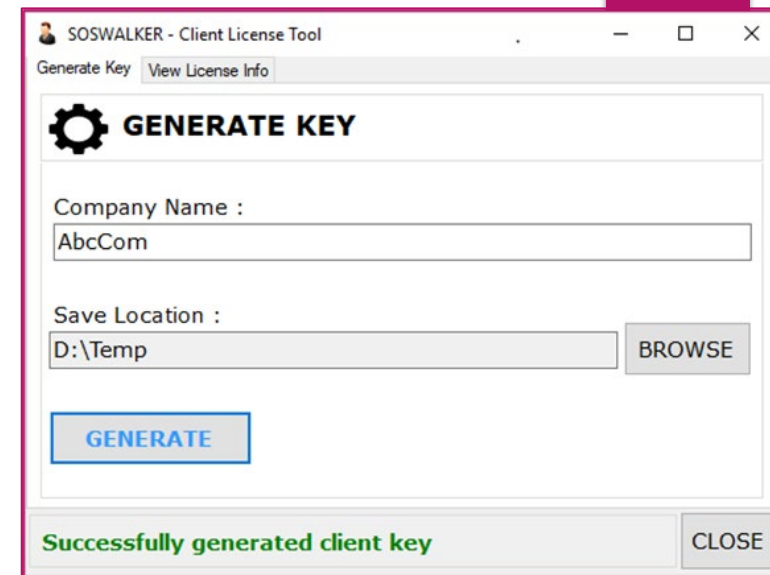 SOSWALKER - Client License Tool
Generate Key View License Info
GENERATE KEY
Company Name :
AbcCom
Save Location :
D:\Temp
BROWSE
GENERATE
Successfully generated client key
CLOSE